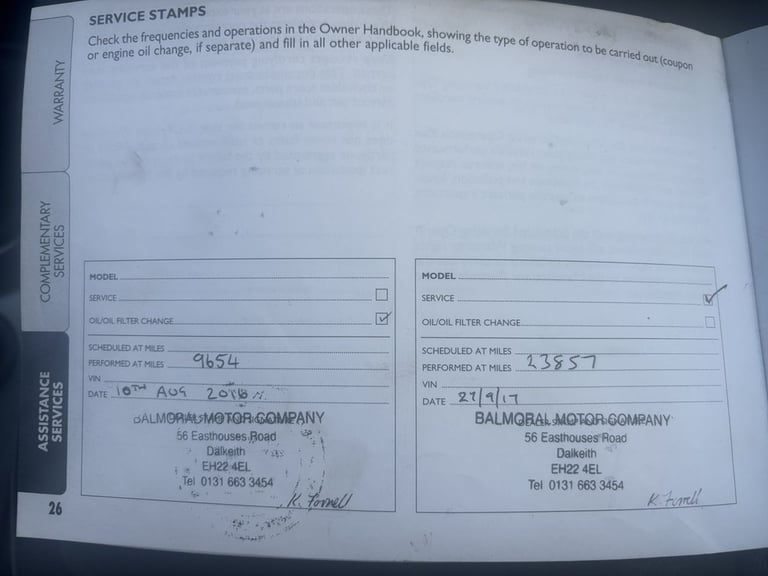 SERVICE STAMPS
Check the frequencies and operations in the Owner Handbook, showing the type of operation to be carried out (coupon
or engine oil change, if separate) and fill in all other applicable fields.
WARRANTY
COMPLEMENTARY
SERVICES
ASSISTANCE
SERVICES
MODEL
SERVICE
OIL/OIL FILTER CHANGE
SCHEDULED AT MILES
PERFORMED AT MILES 9654
VIN
DATE 10TH AUG 2016
BALMORAL MOTOR COMPANY
56 Easthouses Road
Dalkeith
EH22 4EL
Tel 0131 663 3454
MODEL
SERVICE
OIL/OIL FILTER CHANGE
SCHEDULED AT MILES
PERFORMED AT MILES 23857
VIN
DATE 27/9/17
BALMORAL MOTOR COMPANY
56 Easthouses Road
Dalkeith
EH22 4EL
Tel 0131 663 3454
26